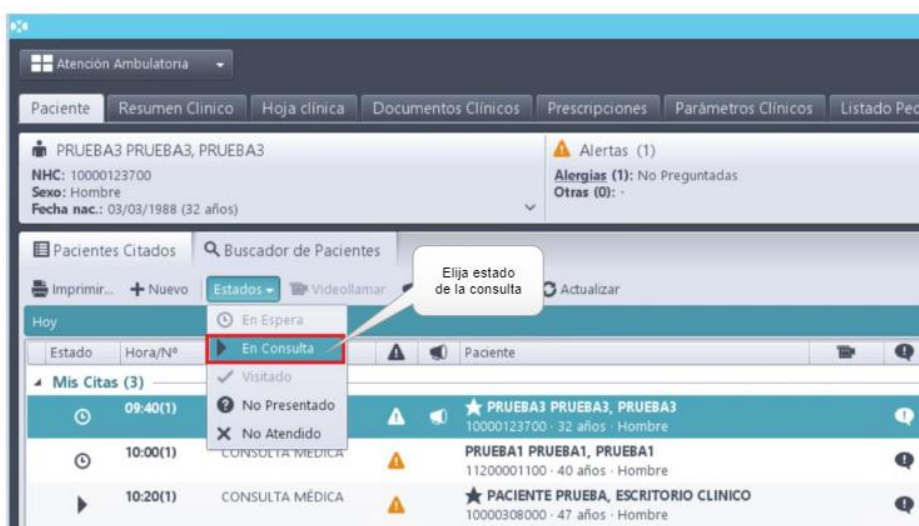 Atención Ambulatoria
Paciente Resumen Clinico Hoja clínica Documentos Clínicos Prescripciones Parámetros Clínicos Listado Ped
PRUEBA3 PRUEBA3, PRUEBA3
NHC: 10000123700
Sexo: Hombre
Fecha nac.: 03/03/1988 (32 años)
Alertas (1)
Alergias (1): No Preguntadas
Otras (0): -
Pacientes Citados Buscador de Pacientes
Elija estado
de la consulta
Imprimir... Nuevo Estados Videollamar Actualizar
Hoy
En Espera
En Consulta
Visitado
No Presentado
No Atendido
Estado Hora/Nº Paciente
Mis Citas (3)
09:40(1) PRUEBA3 PRUEBA3, PRUEBA3
10000123700 · 32 años · Hombre
10:00(1) CONSULTA MÉDICA PRUEBA1 PRUEBA1, PRUEBA1
11200001100 · 40 años · Hombre
10:20(1) CONSULTA MÉDICA PACIENTE PRUEBA, ESCRITORIO CLINICO
10000308000 · 47 años · Hombre